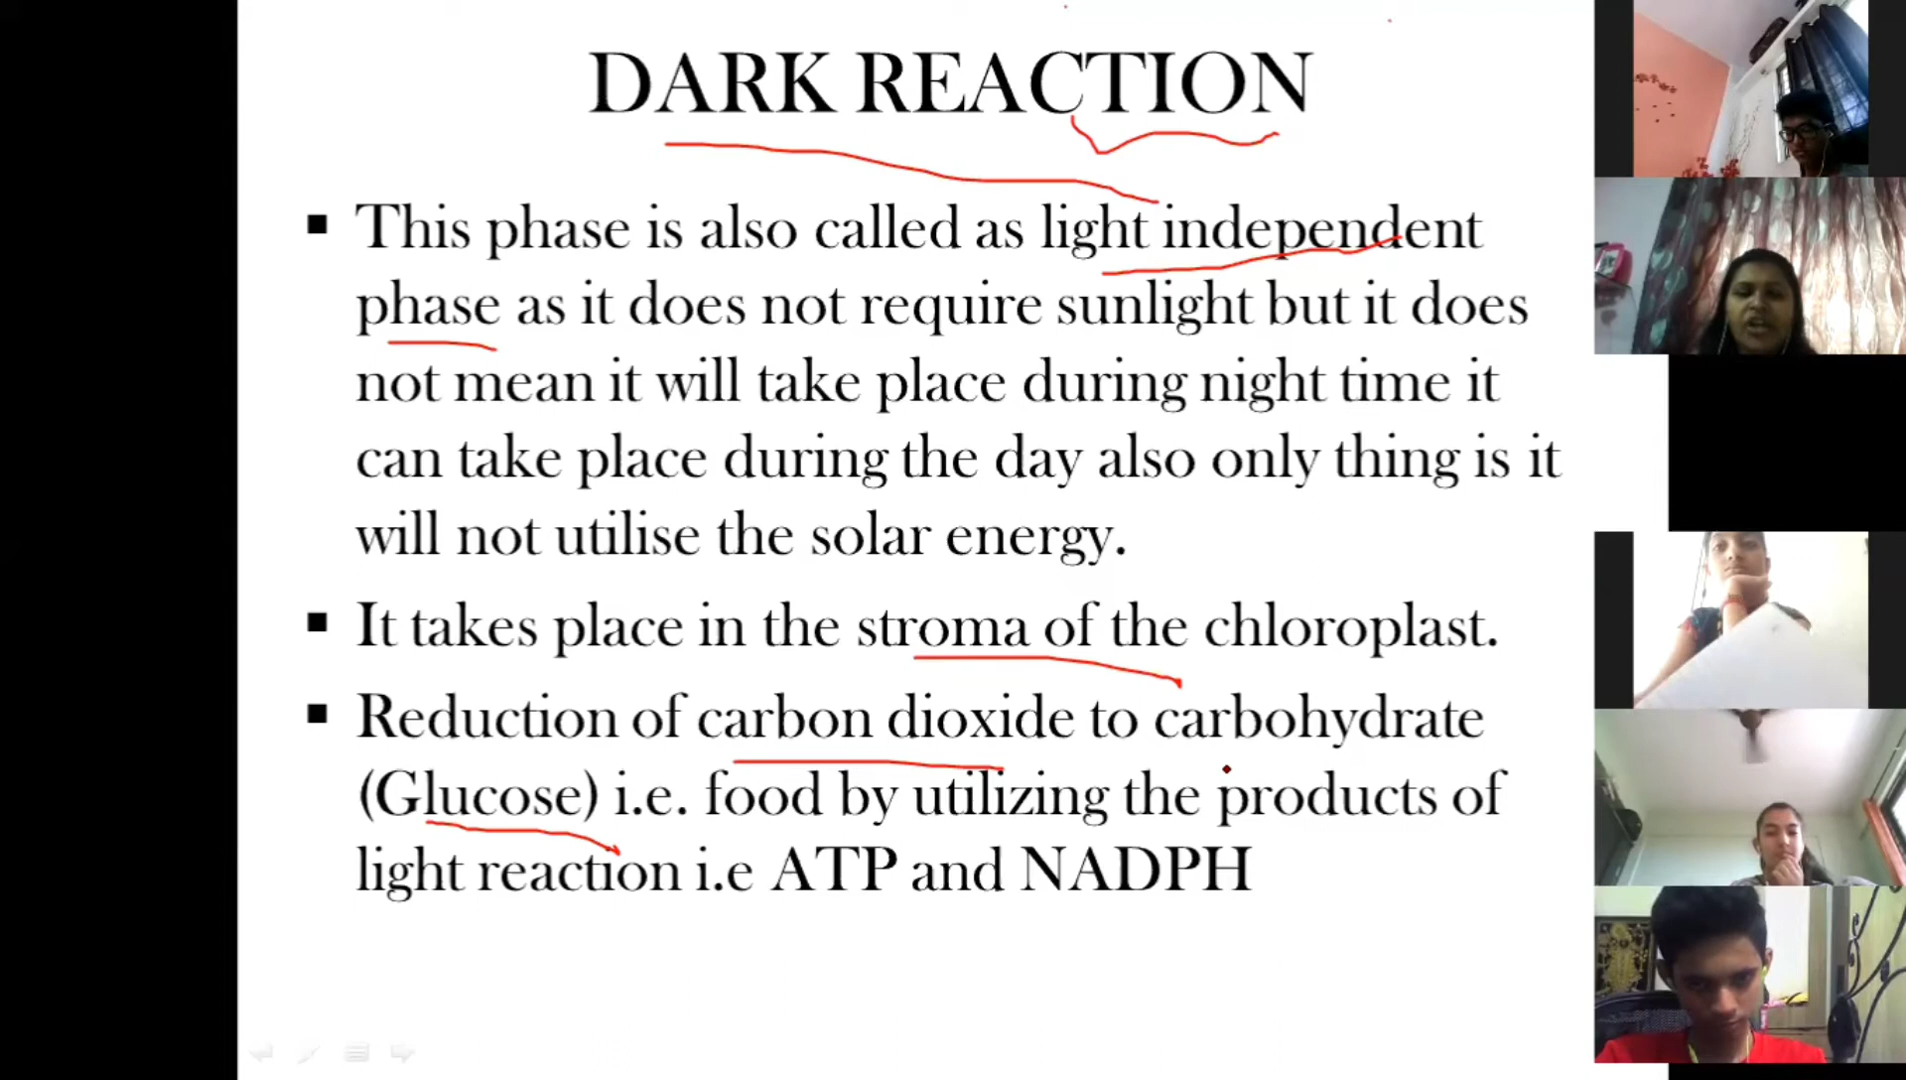 DARK REACTION
▪ This phase is also called as light independent
phase as it does not require sunlight but it does
not mean it will take place during night time it
can take place during the day also only thing is it
will not utilise the solar energy.
▪ It takes place in the stroma of the chloroplast.
▪ Reduction of carbon dioxide to carbohydrate
(Glucose) i.e. food by utilizing the products of
light reaction i.e ATP and NADPH